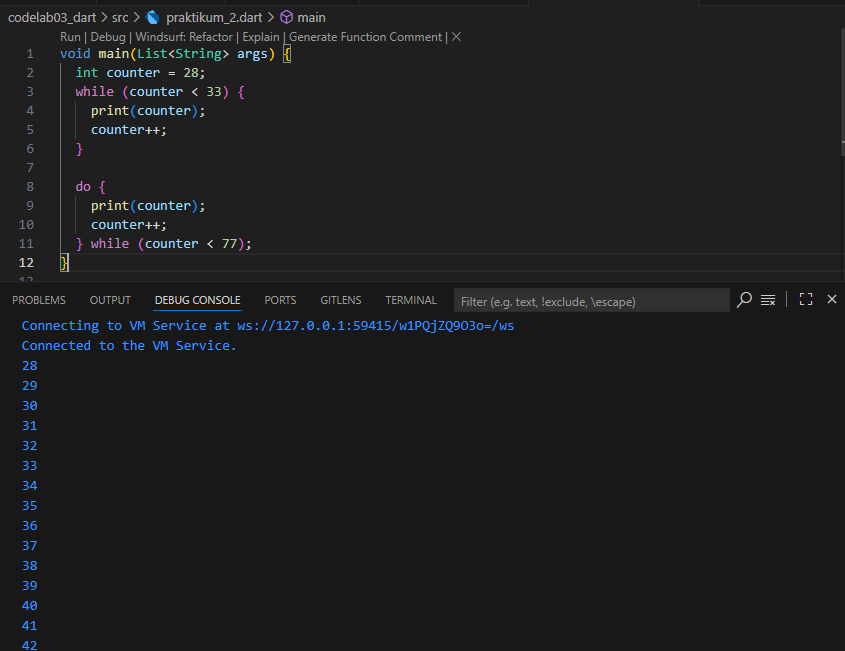 codelab03_dart > src > praktikum_2.dart > main
Run | Debug | Windsurf: Refactor | Explain | Generate Function Comment | ×
1 void main(List<String> args) {
2 int counter = 28;
3 while (counter < 33) {
4 print(counter);
5 counter++;
6 }
7
8 do {
9 print(counter);
10 counter++;
11 } while (counter < 77);
12 }
PROBLEMS OUTPUT DEBUG CONSOLE PORTS GITLENS TERMINAL Filter (e.g. text, !exclude, \escape)
Connecting to VM Service at ws://127.0.0.1:59415/w1PQjZQ9O3o=/ws
Connected to the VM Service.
28
29
30
31
32
33
34
35
36
37
38
39
40
41
42